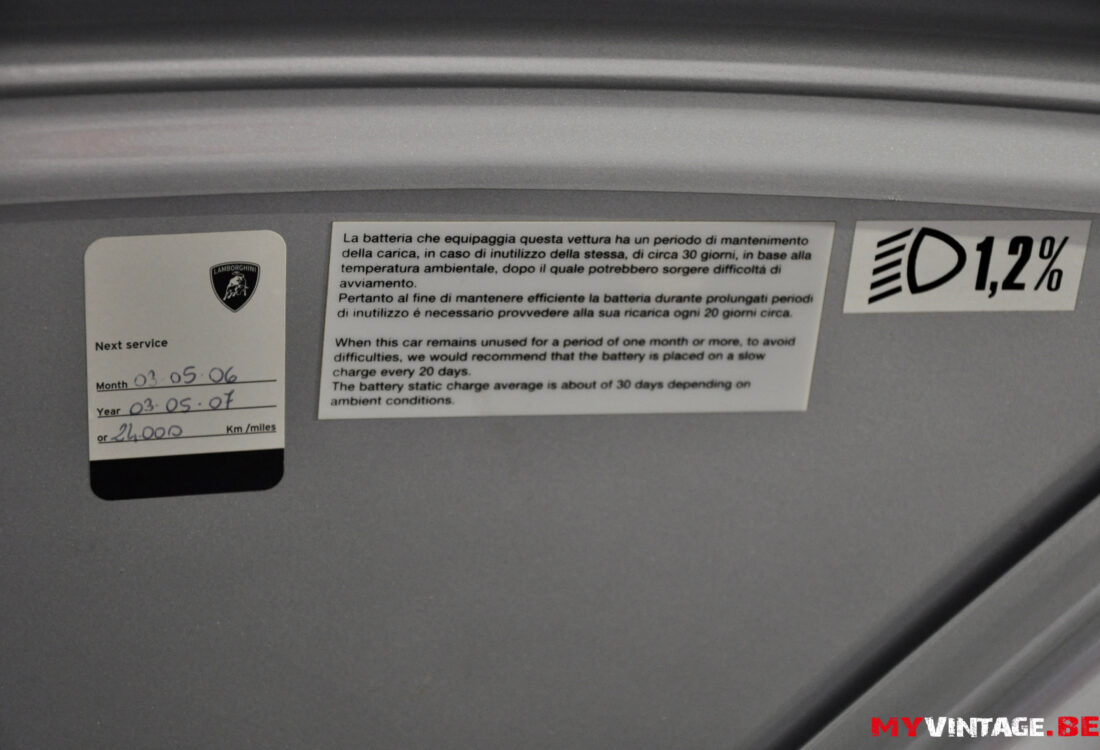 LAMBORGHINI
Next service
Month 03.05.06
Year 03.05.07
or 24.000 Km/miles
La batteria che equipaggia questa vettura ha un periodo di mantenimento
della carica, in caso di inutilizzo della stessa, di circa 30 giorni, in base alla
temperatura ambientale, dopo il quale potrebbero sorgere difficoltá di
avviamento.
Pertanto al fine di mantenere efficiente la batteria durante prolungati periodi
di inutilizzo é necessario provvedere alla sua ricarica ogni 20 giorni circa.
When this car remains unused for a period of one month or more, to avoid
difficulties, we would recommend that the battery is placed on a slow
charge every 20 days.
The battery static charge average is about of 30 days depending on
ambient conditions.
1,2%
MYVINTAGE.BE